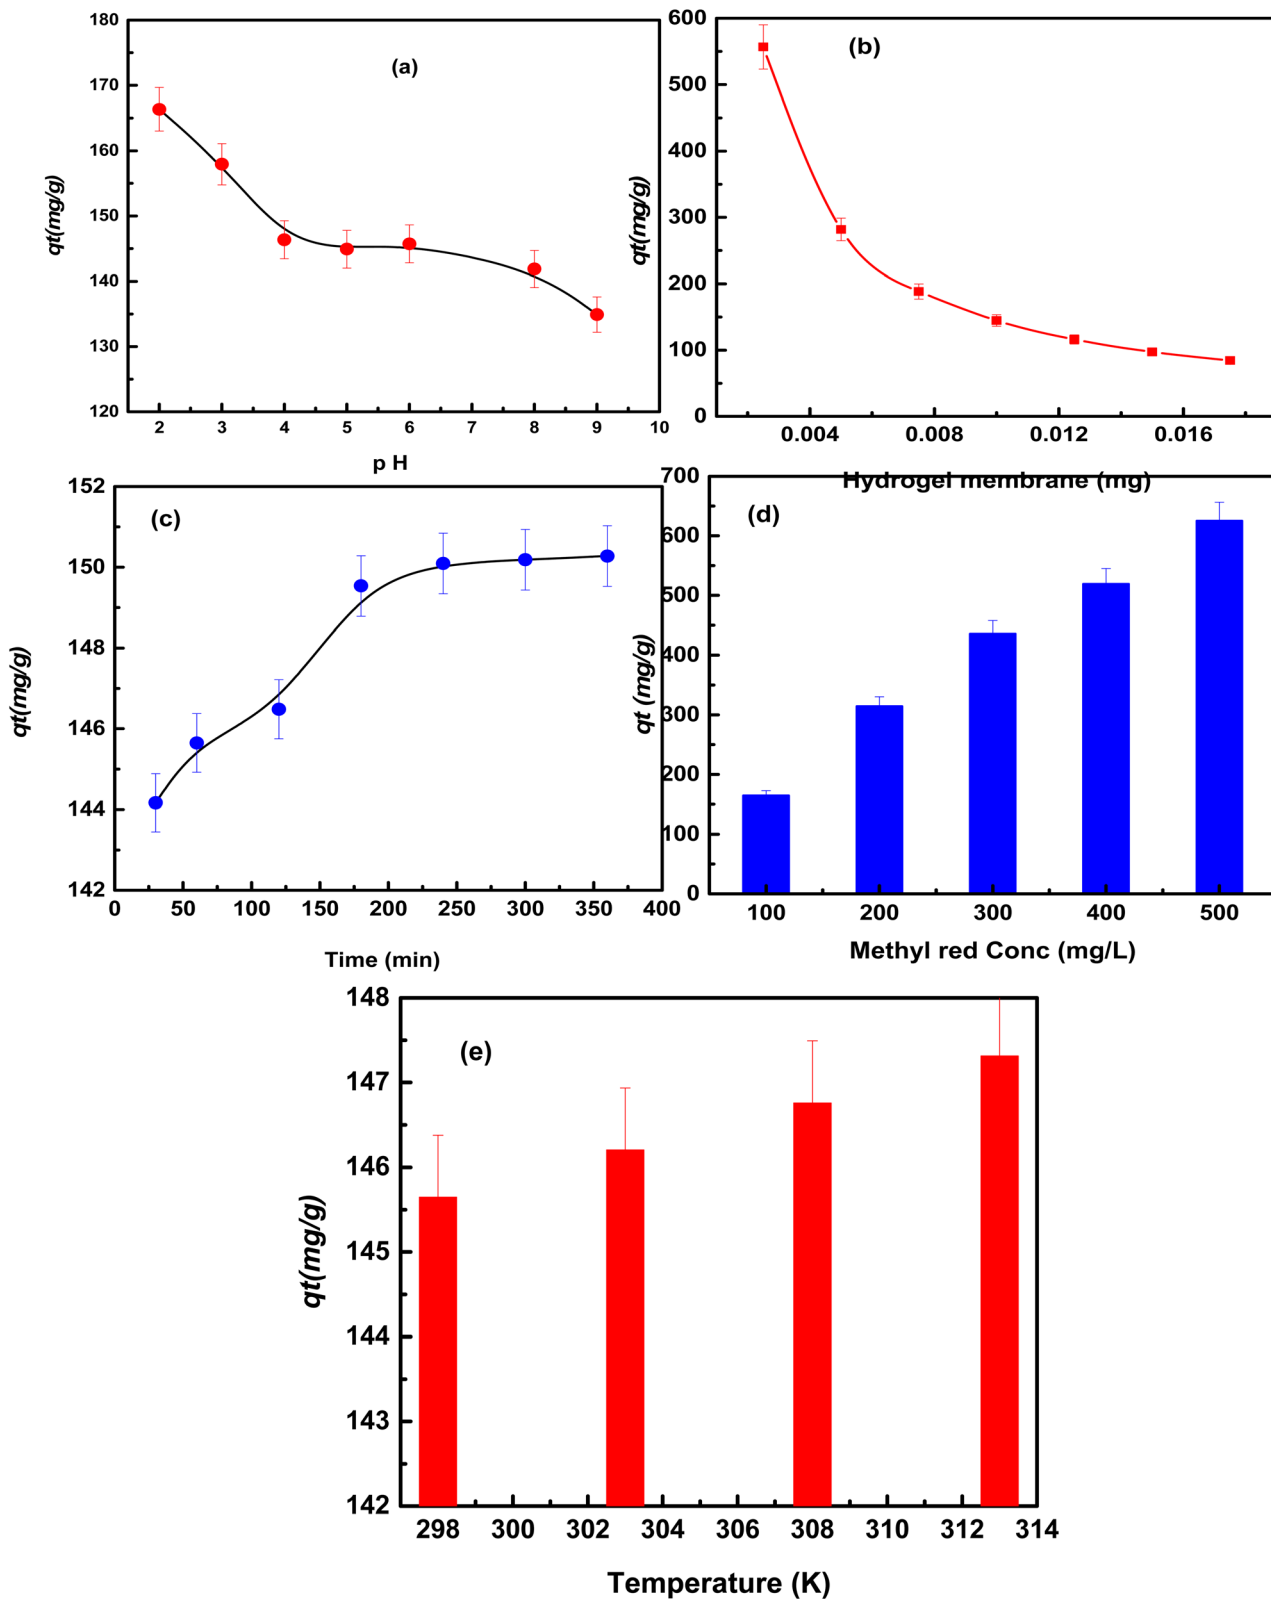 (a)
qt(mg/g)
180
170
160
150
140
130
120
2 3 4 5 6 7 8 9 10
p H
(b)
qt(mg/g)
600
500
400
300
200
100
0
0.004 0.008 0.012 0.016
Hydrogel membrane (mg)
(c)
qt(mg/g)
152
150
148
146
144
142
0 50 100 150 200 250 300 350 400
Time (min)
(d)
qt (mg/g)
700
600
500
400
300
200
100
0
100 200 300 400 500
Methyl red Conc (mg/L)
(e)
qt(mg/g)
148
147
146
145
144
143
142
298 300 302 304 306 308 310 312 314
Temperature (K)